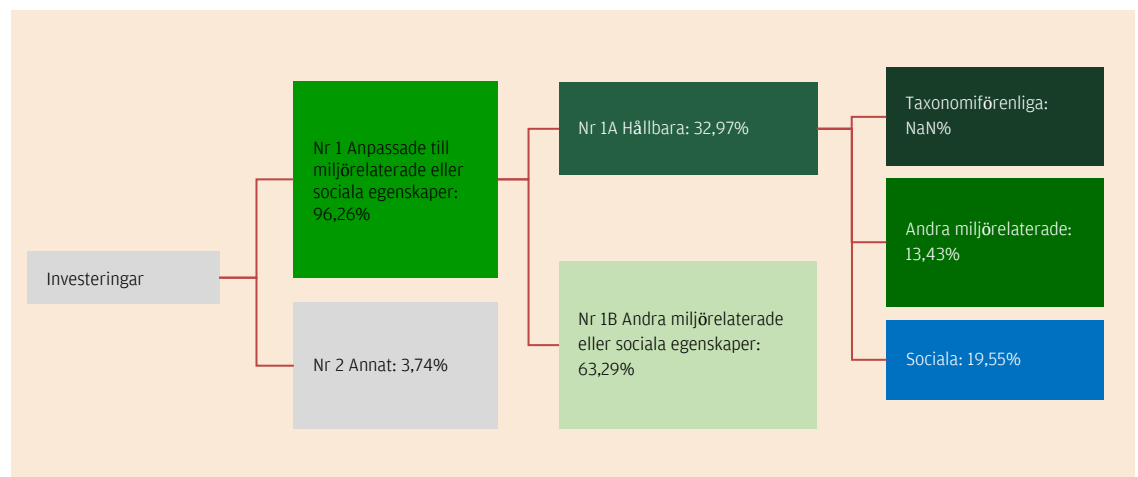 Investeringar
Nr 1 Anpassade till
miljörelaterade eller
sociala egenskaper:
96,26%
Nr 2 Annat: 3,74%
Nr 1A Hållbara: 32,97%
Nr 1B Andra miljörelaterade
eller sociala egenskaper:
63,29%
Taxonomiförenliga:
NaN%
Andra miljörelaterade:
13,43%
Sociala: 19,55%